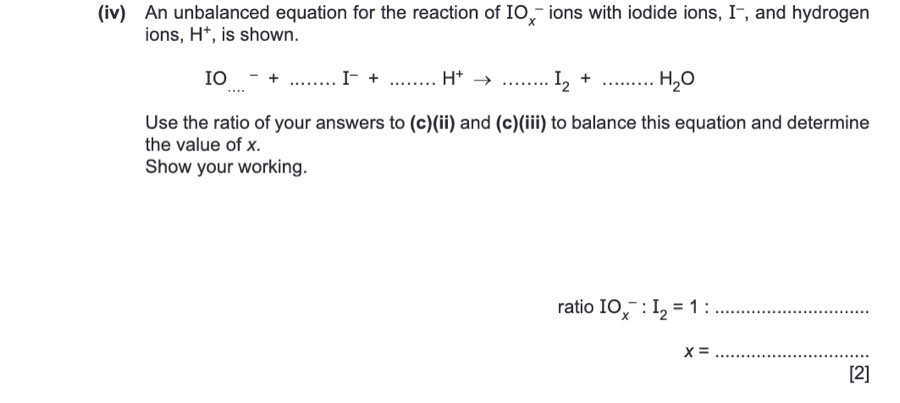 (iv) An unbalanced equation for the reaction of IOₓ⁻ ions with iodide ions, I⁻, and hydrogen
ions, H⁺, is shown.
IO.... ⁻ + ........ I⁻ + ........ H⁺ → ........ I₂ + ......... H₂O
Use the ratio of your answers to (c)(ii) and (c)(iii) to balance this equation and determine
the value of x.
Show your working.
ratio IOₓ⁻ : I₂ = 1 : ...............................
x = ...............................
[2]